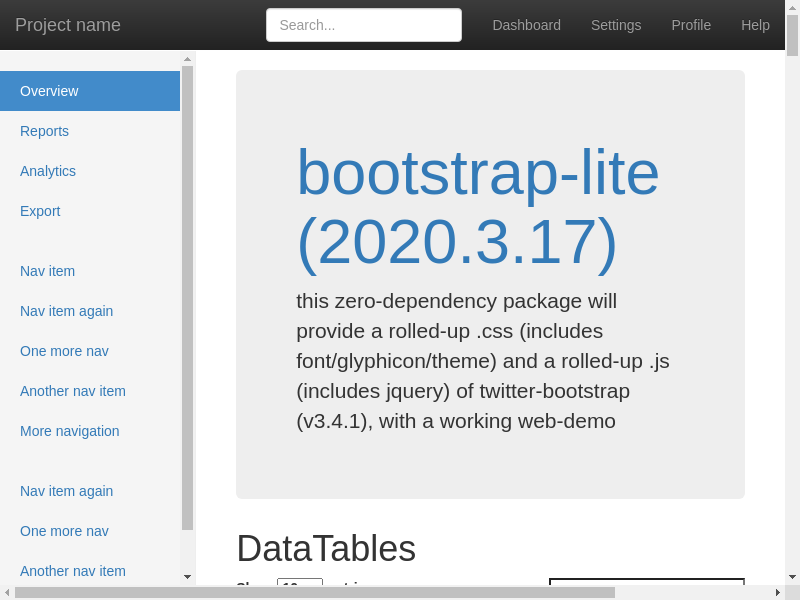 Project name
Search...
Dashboard
Settings
Profile
Help
Overview
Reports
Analytics
Export
Nav item
Nav item again
One more nav
Another nav item
More navigation
Nav item again
One more nav
Another nav item
bootstrap-lite
(2020.3.17)
this zero-dependency package will
provide a rolled-up .css (includes
font/glyphicon/theme) and a rolled-up .js
(includes jquery) of twitter-bootstrap
(v3.4.1), with a working web-demo
DataTables